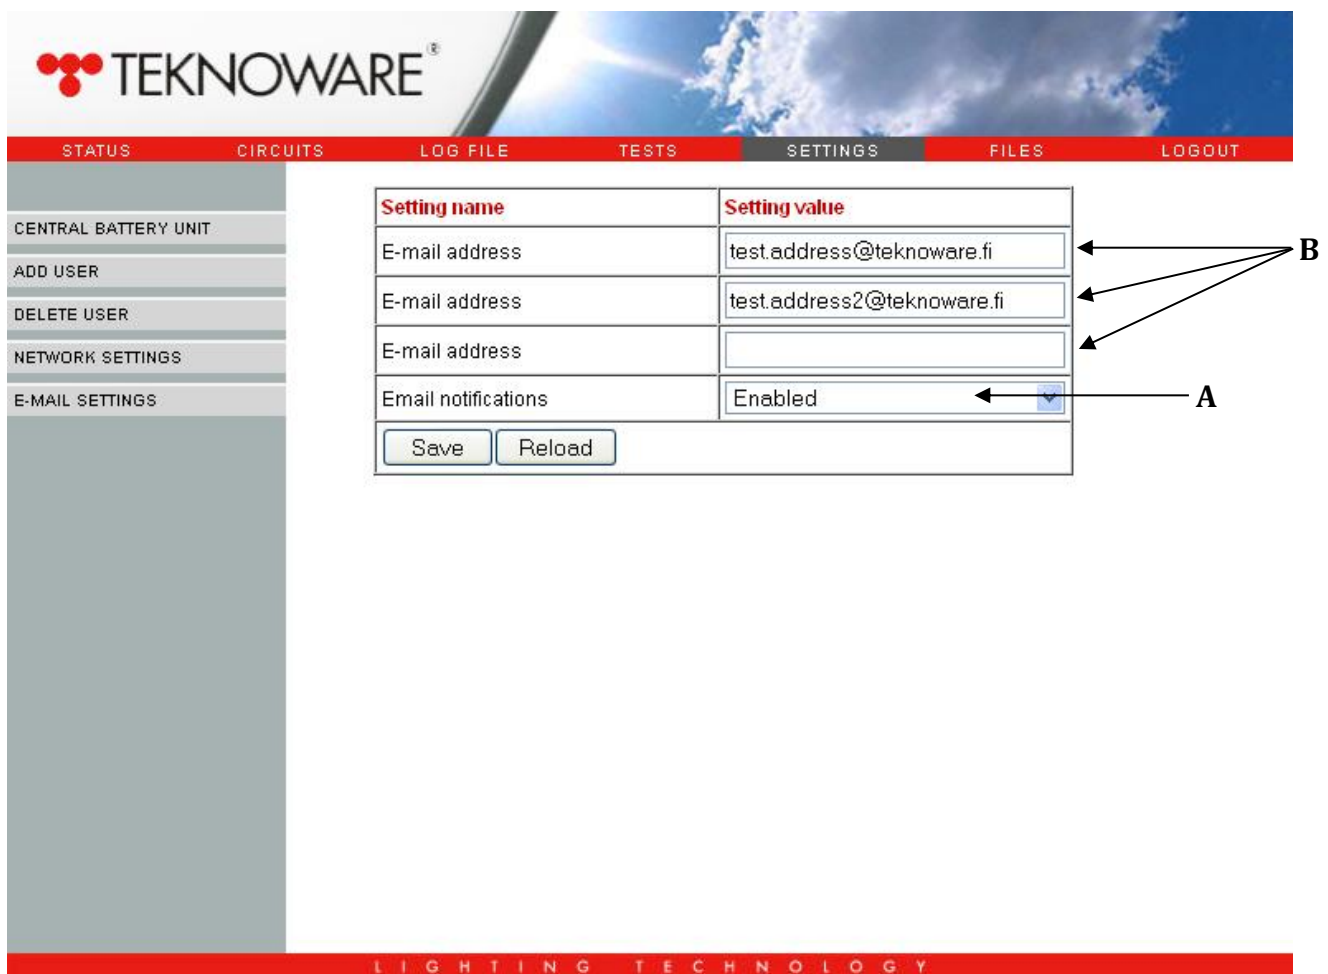 TEKNOWARE®
STATUS CIRCUITS LOG FILE TESTS SETTINGS FILES LOGOUT
CENTRAL BATTERY UNIT
ADD USER
DELETE USER
NETWORK SETTINGS
E-MAIL SETTINGS
Setting name Setting value
E-mail address test.address@teknoware.fi
E-mail address test.address2@teknoware.fi
E-mail address
Email notifications Enabled
Save Reload
B
A
LIGHTING TECHNOLOGY